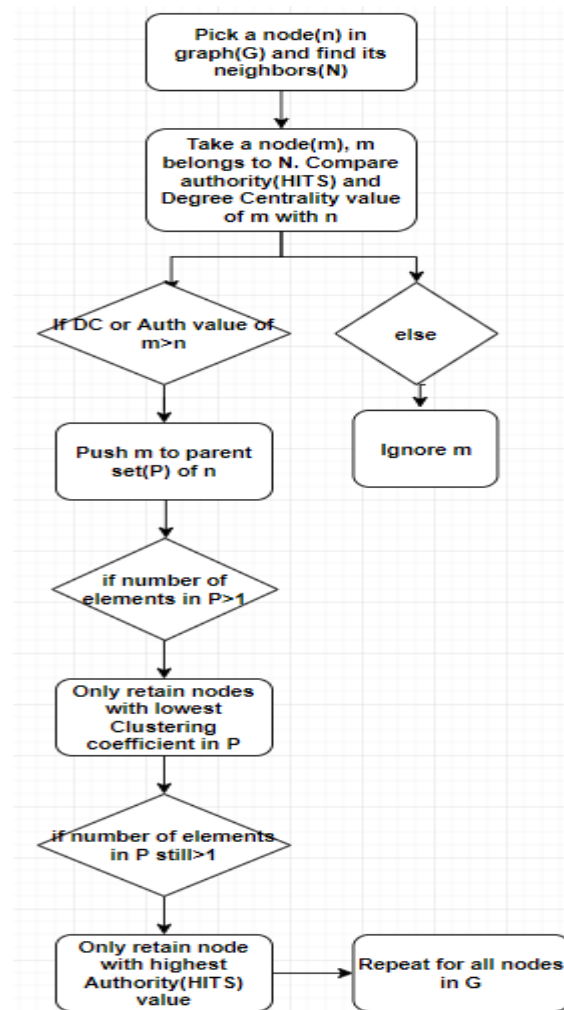 Pick a node(n) in
graph(G) and find its
neighbors(N)
Take a node(m), m
belongs to N. Compare
authority(HITS) and
Degree Centrality value
of m with n
If DC or Auth value of
m>n
else
Push m to parent
set(P) of n
Ignore m
if number of
elements in P>1
Only retain nodes
with lowest
Clustering
coefficient in P
if number of elements
in P still>1
Only retain node
with highest
Authority(HITS)
value
Repeat for all nodes
in G